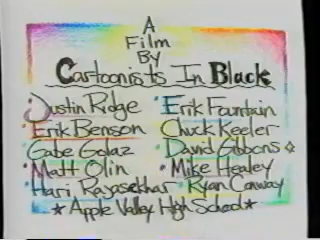 A
Film
By
Cartoonists In Black
Justin Ridge Erik Fountain
Erik Benson Chuck Keeler
Gabe Golaz David Gibbons
Matt Olin Mike Healey
Hari Rajasekhar Ryan Conway
Apple Valley High School